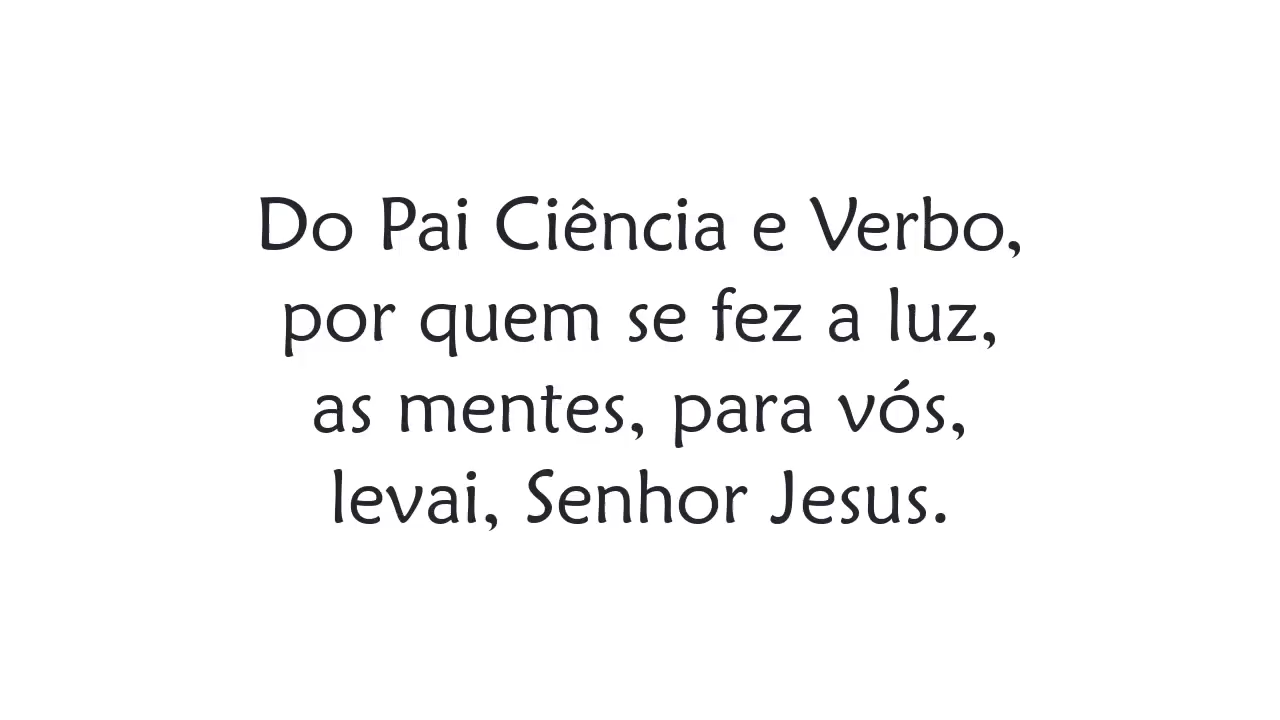 Do Pai Ciência e Verbo,
por quem se fez a luz,
as mentes, para vós,
levai, Senhor Jesus.